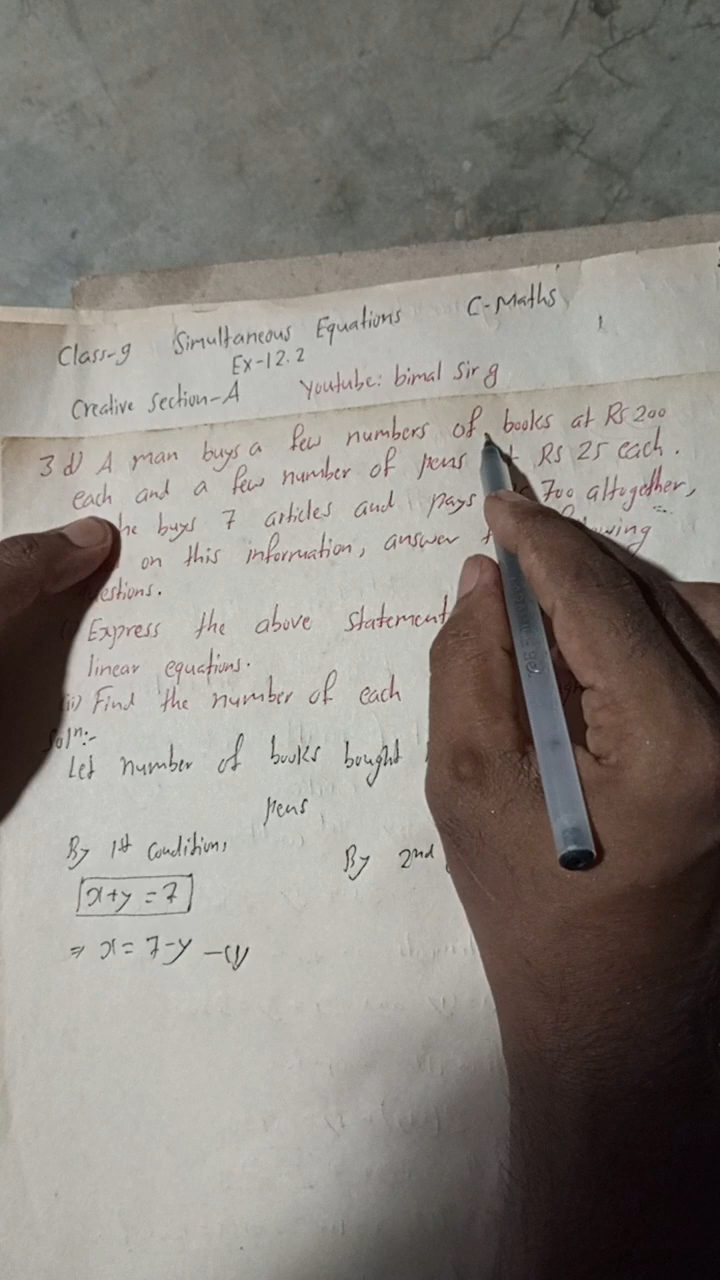 Class-9 Simultaneous Equations C-Maths
Ex-12.2
Creative section-A Youtube: bimal Sir g
3 d) A man buys a few numbers of books at Rs 200
each and a few number of pens Rs 25 each.
he buys 7 articles and pays 700 altogether,
on this information, answer
(i) Express the above statement
linear equations.
(ii) Find the number of each
Solⁿ:-
Let number of books bought
pens
By 1st condition, By 2nd
x+y = 7
⇒ x = 7-y